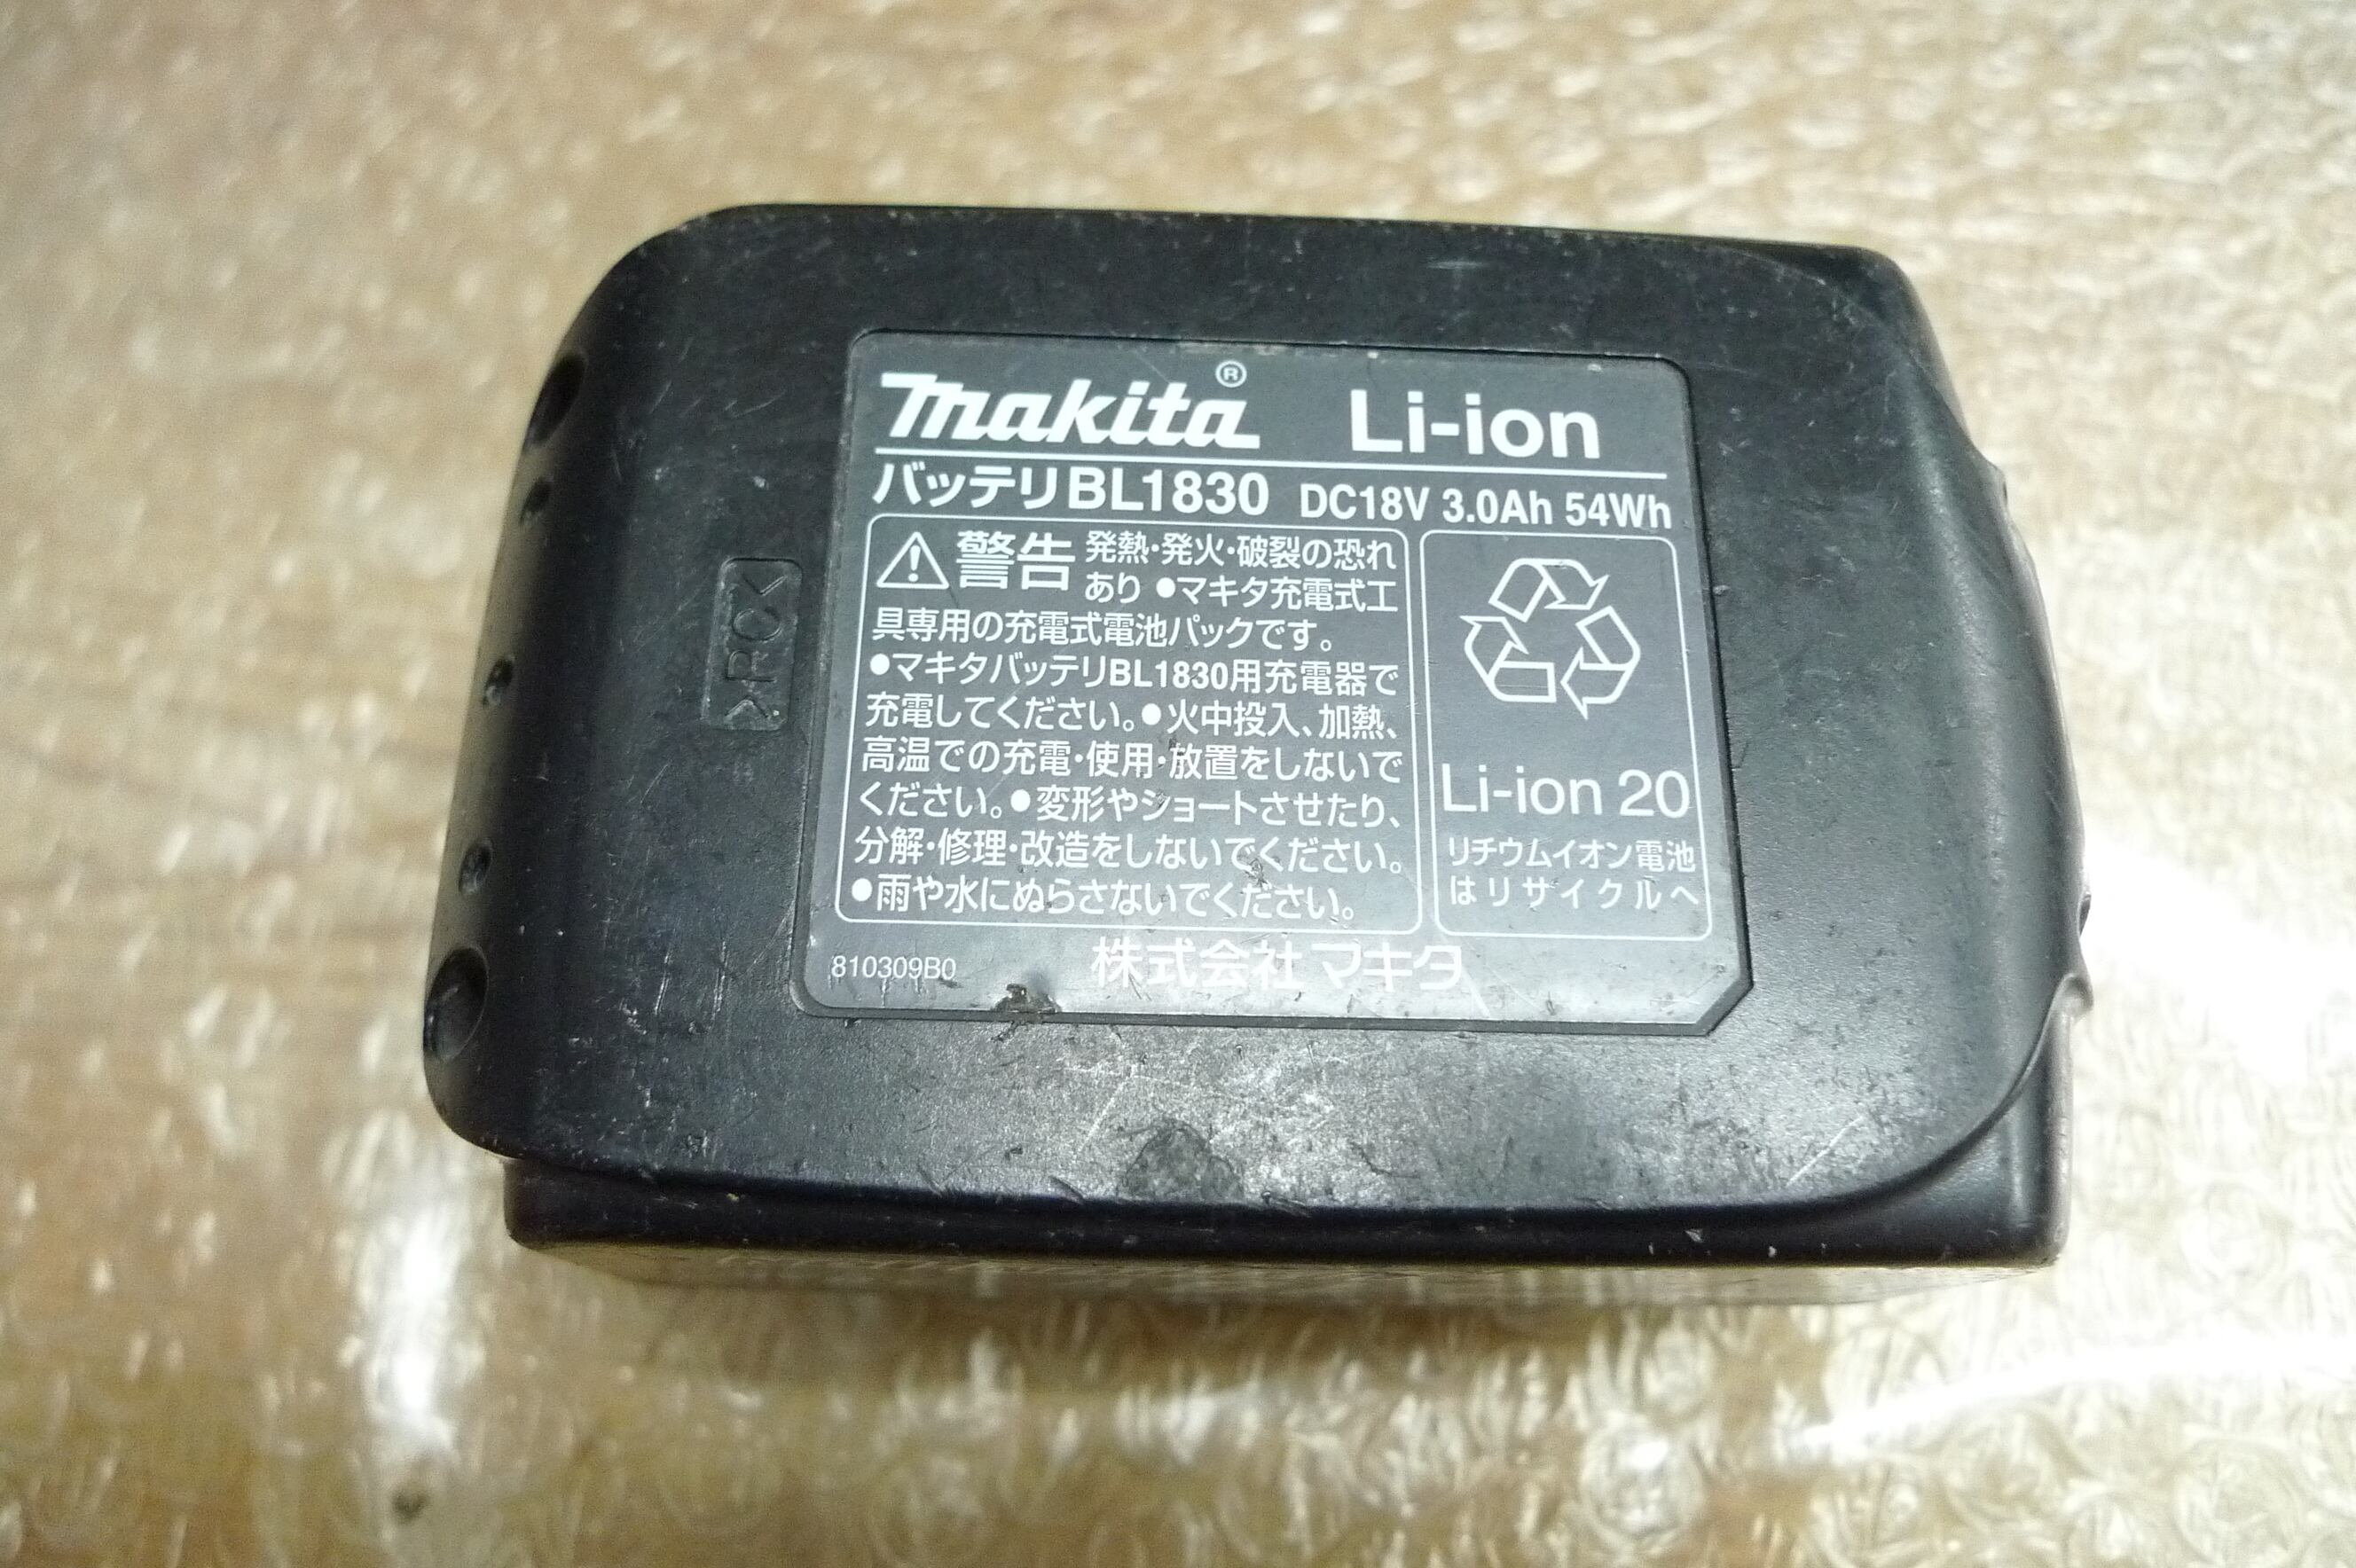 makita® Li-ion
バッテリBL1830 DC18V 3.0Ah 54Wh
警告 発熱・発火・破裂の恐れ
あり ●マキタ充電式工
具専用の充電式電池パックです。
●マキタバッテリBL1830用充電器で
充電してください。●火中投入、加熱、
高温での充電・使用・放置をしないで
ください。●変形やショートさせたり、
分解・修理・改造をしないでください。
●雨や水にぬらさないでください。
Li-ion 20
リチウムイオン電池
はリサイクルへ
810309B0 株式会社マキタ